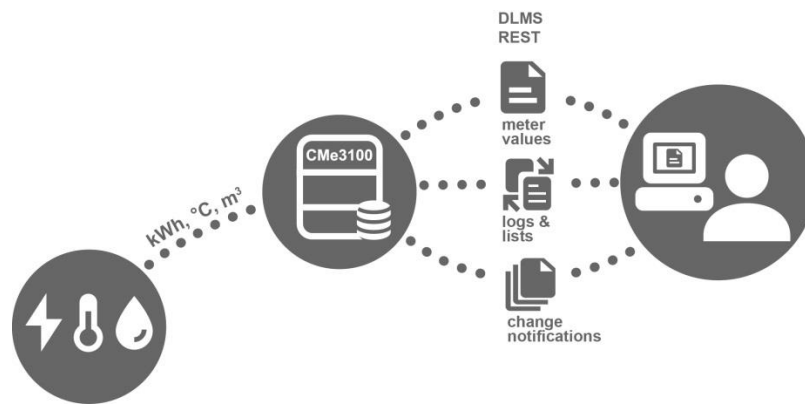 DLMS
REST
CMe3100
kWh, °C, m³
meter
values
logs &
lists
change
notifications